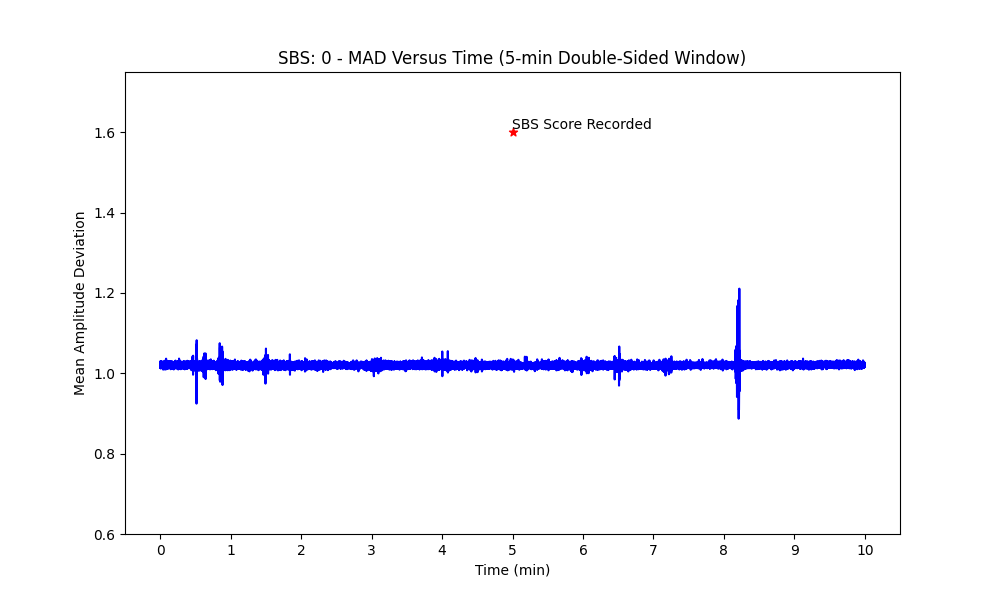 SBS: 0 - MAD Versus Time (5-min Double-Sided Window)
SBS Score Recorded
Mean Amplitude Deviation
1.6
1.4
1.2
1.0
0.8
0.6
0 1 2 3 4 5 6 7 8 9 10
Time (min)